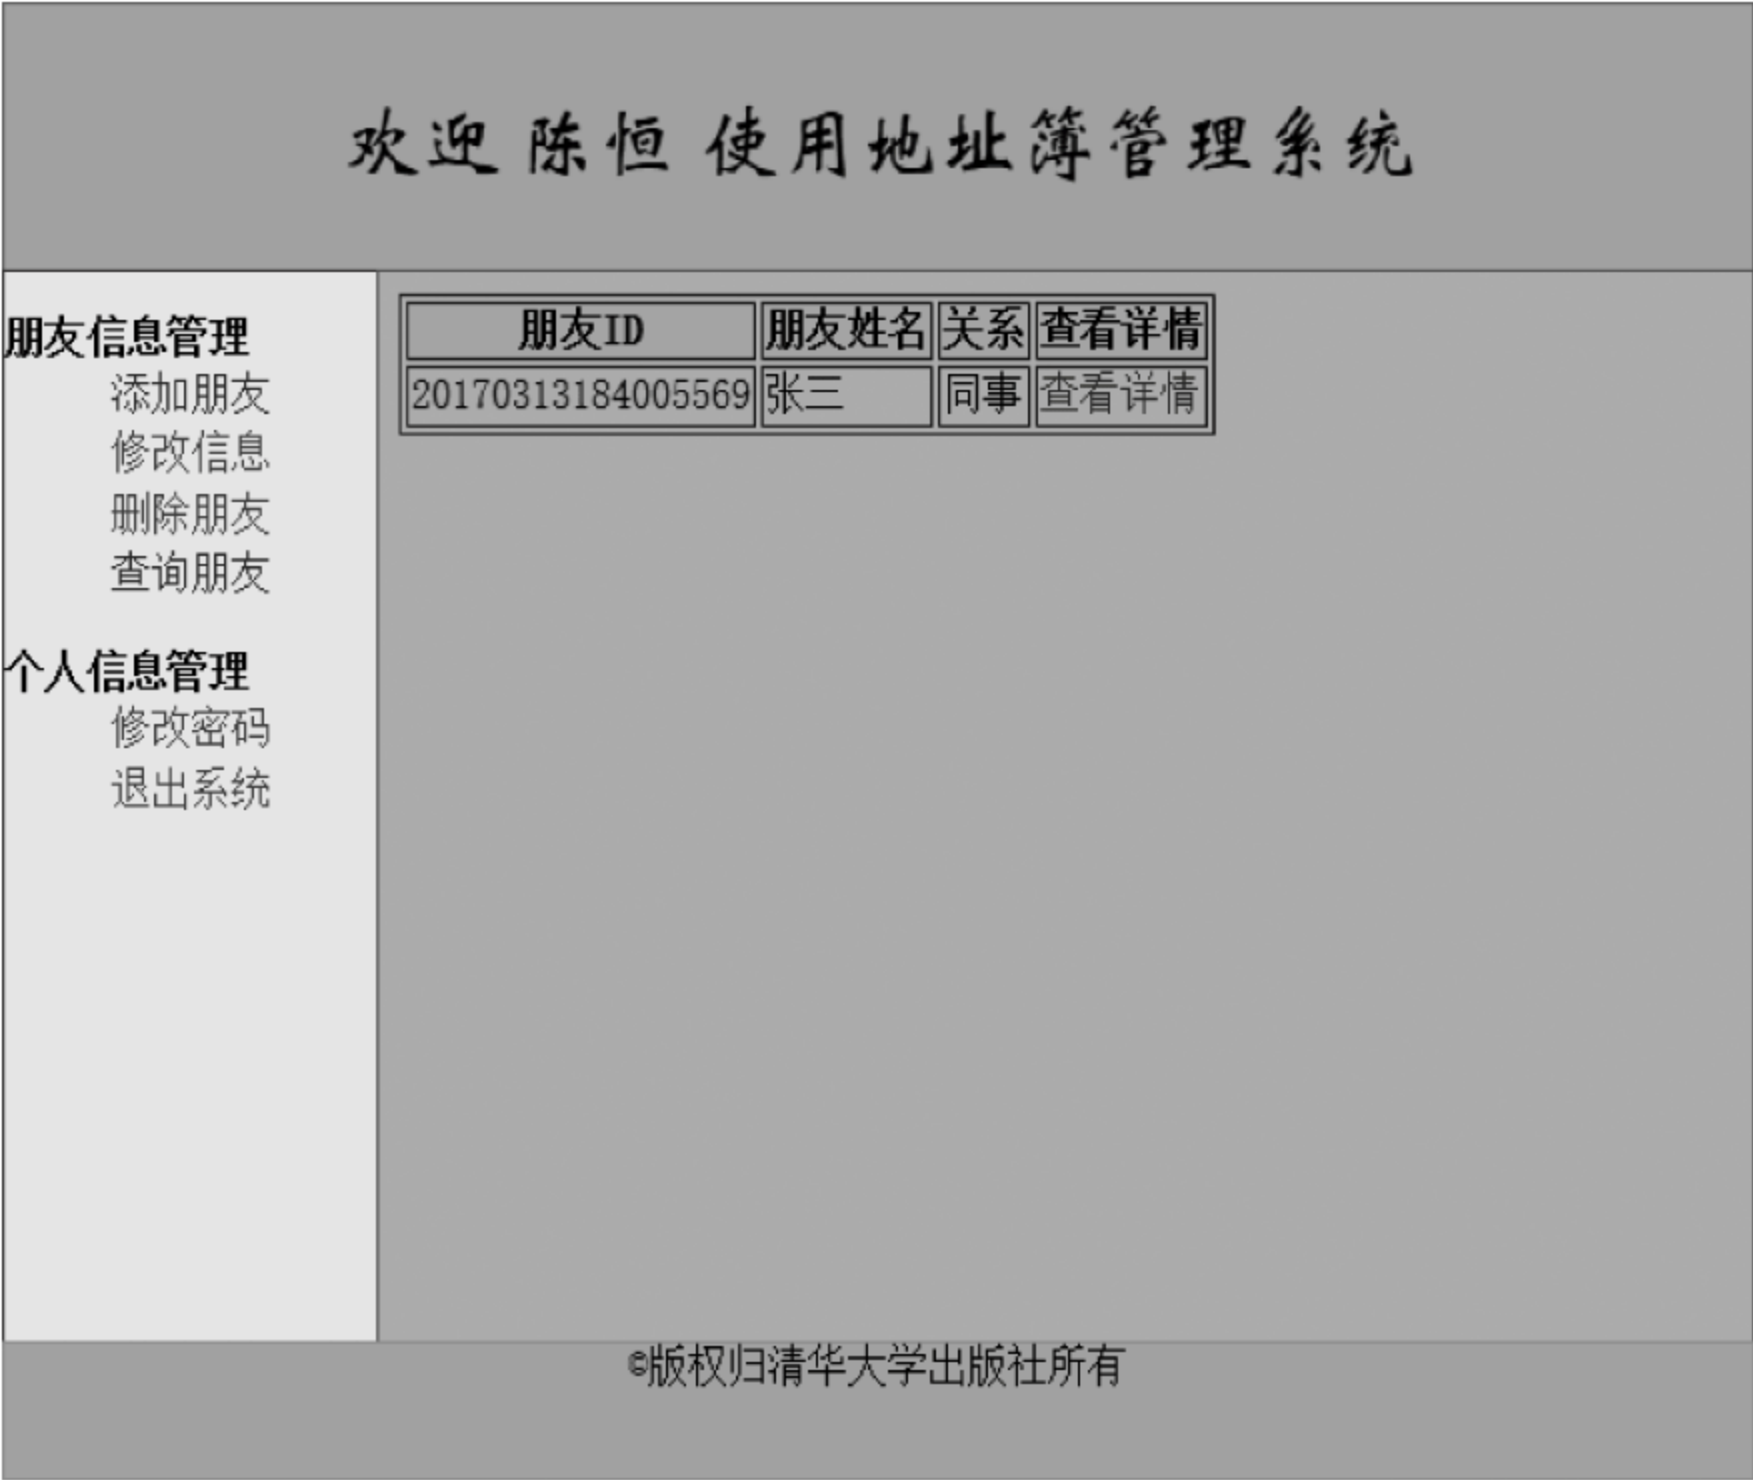 欢迎 陈恒 使用地址簿管理系统
朋友信息管理
添加朋友
修改信息
删除朋友
查询朋友
个人信息管理
修改密码
退出系统
朋友ID 朋友姓名 关系 查看详情
20170313184005569 张三 同事 查看详情
©版权归清华大学出版社所有